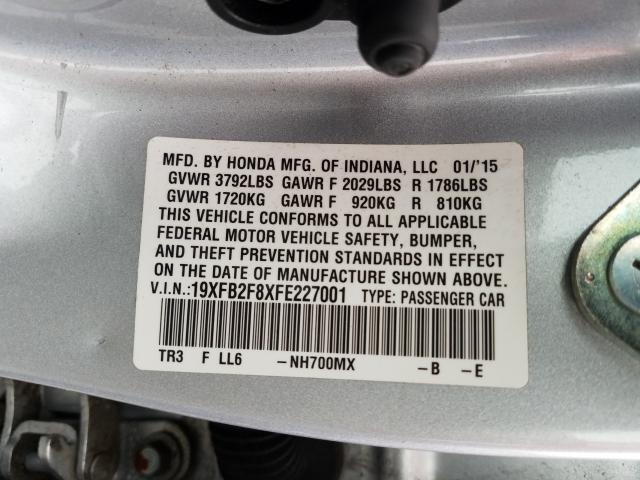 MFD. BY HONDA MFG. OF INDIANA, LLC 01/'15
GVWR 3792LBS GAWR F 2029LBS R 1786LBS
GVWR 1720KG GAWR F 920KG R 810KG
THIS VEHICLE CONFORMS TO ALL APPLICABLE
FEDERAL MOTOR VEHICLE SAFETY, BUMPER,
AND THEFT PREVENTION STANDARDS IN EFFECT
ON THE DATE OF MANUFACTURE SHOWN ABOVE.
V.I.N.:19XFB2F8XFE227001 TYPE: PASSENGER CAR
TR3 F LL6 -NH700MX -B -E